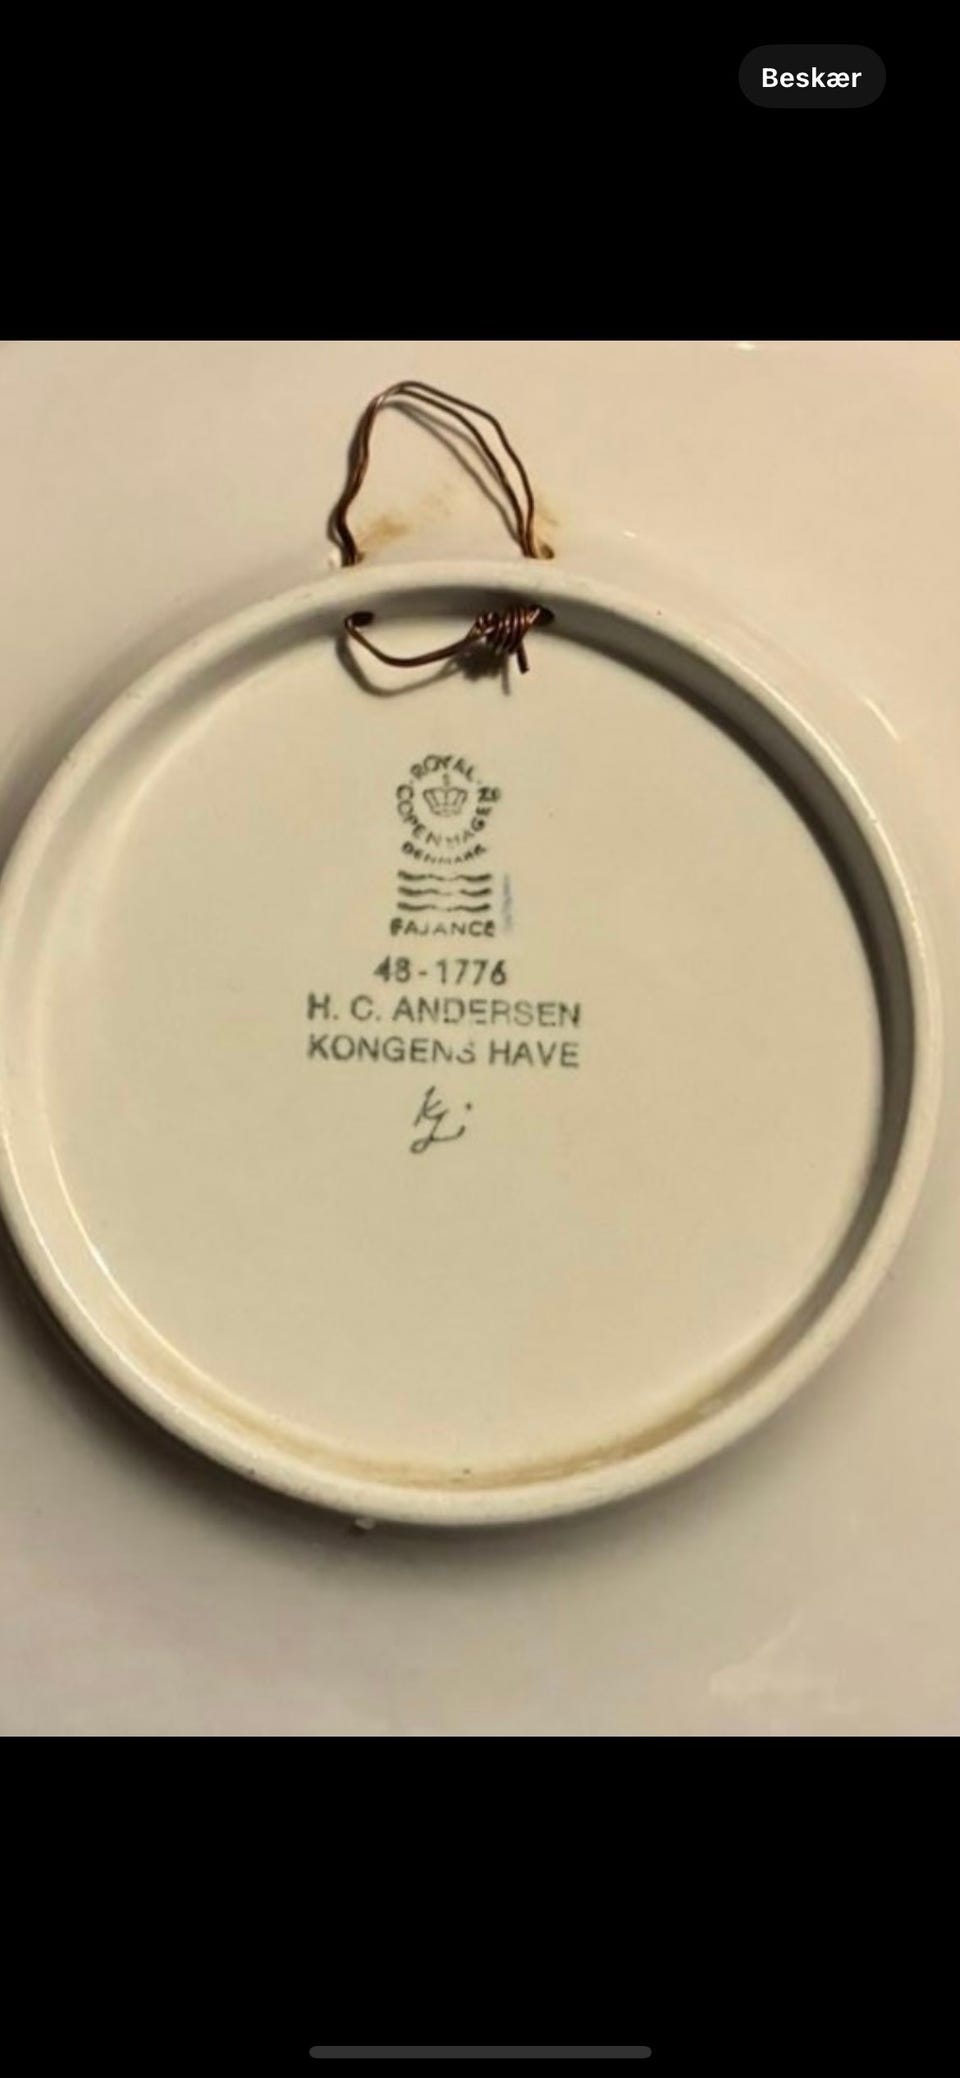 Beskær
ROYAL
COPENHAGEN
DENMARK
FAJANCE
48-1776
H. C. ANDERSEN
KONGENS HAVE